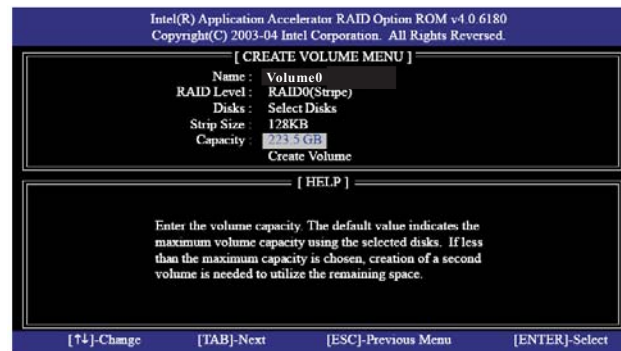 Intel(R) Application Accelerator RAID Option ROM v4.0.6180
Copyright(C) 2003-04 Intel Corporation. All Rights Reversed.
[ CREATE VOLUME MENU ]
Name : Volume0
RAID Level : RAID0(Stripe)
Disks : Select Disks
Strip Size : 128KB
Capacity : 223.5 GB
Create Volume
[ HELP ]
Enter the volume capacity. The default value indicates the
maximum volume capacity using the selected disks. If less
than the maximum capacity is chosen, creation of a second
volume is needed to utilize the remaining space.
[↑↓]-Change [TAB]-Next [ESC]-Previous Menu [ENTER]-Select